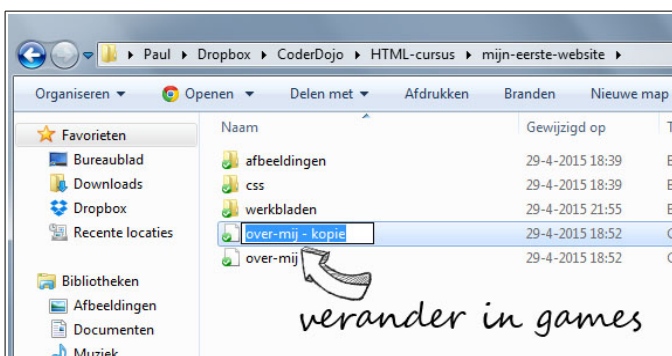 Paul Dropbox CoderDojo HTML-cursus mijn-eerste-website
Organiseren Openen Delen met Afdrukken Branden Nieuwe map
Favorieten
Bureaublad
Downloads
Dropbox
Recente locaties
Bibliotheken
Afbeeldingen
Documenten
Muziek
Naam Gewijzigd op
afbeeldingen 29-4-2015 18:39
css 29-4-2015 18:39
werkbladen 29-4-2015 21:55
over-mij - kopie 29-4-2015 18:52
over-mij 29-4-2015 18:52
verander in games